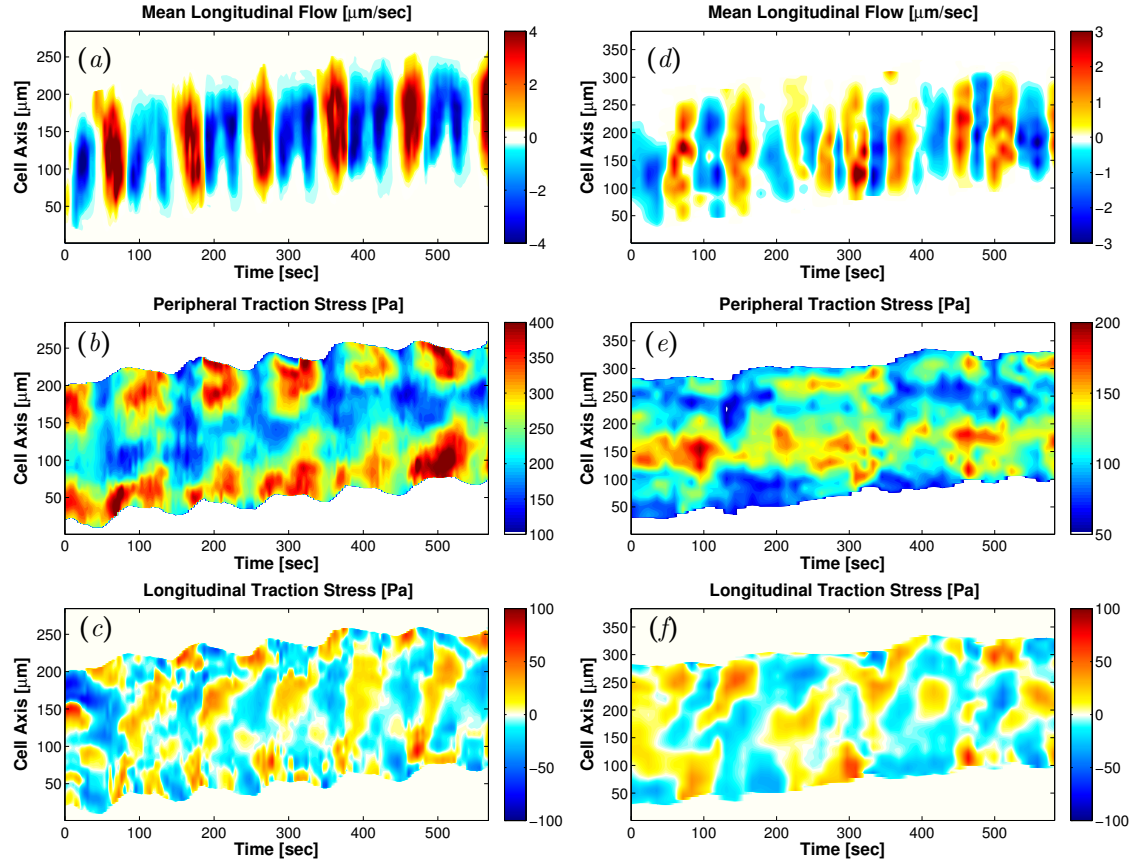 Mean Longitudinal Flow [µm/sec]
(a)
Cell Axis [µm]
250
200
150
100
50
0 100 200 300 400 500
Time [sec]
4
2
0
−2
−4
Mean Longitudinal Flow [µm/sec]
(d)
Cell Axis [µm]
350
300
250
200
150
100
50
0 100 200 300 400 500
Time [sec]
3
2
1
0
−1
−2
−3
Peripheral Traction Stress [Pa]
(b)
Cell Axis [µm]
250
200
150
100
50
0 100 200 300 400 500
Time [sec]
400
350
300
250
200
150
100
Peripheral Traction Stress [Pa]
(e)
Cell Axis [µm]
350
300
250
200
150
100
50
0 100 200 300 400 500
Time [sec]
200
150
100
50
Longitudinal Traction Stress [Pa]
(c)
Cell Axis [µm]
250
200
150
100
50
0 100 200 300 400 500
Time [sec]
100
50
0
−50
−100
Longitudinal Traction Stress [Pa]
(f)
Cell Axis [µm]
350
300
250
200
150
100
50
0 100 200 300 400 500
Time [sec]
100
50
0
−50
−100